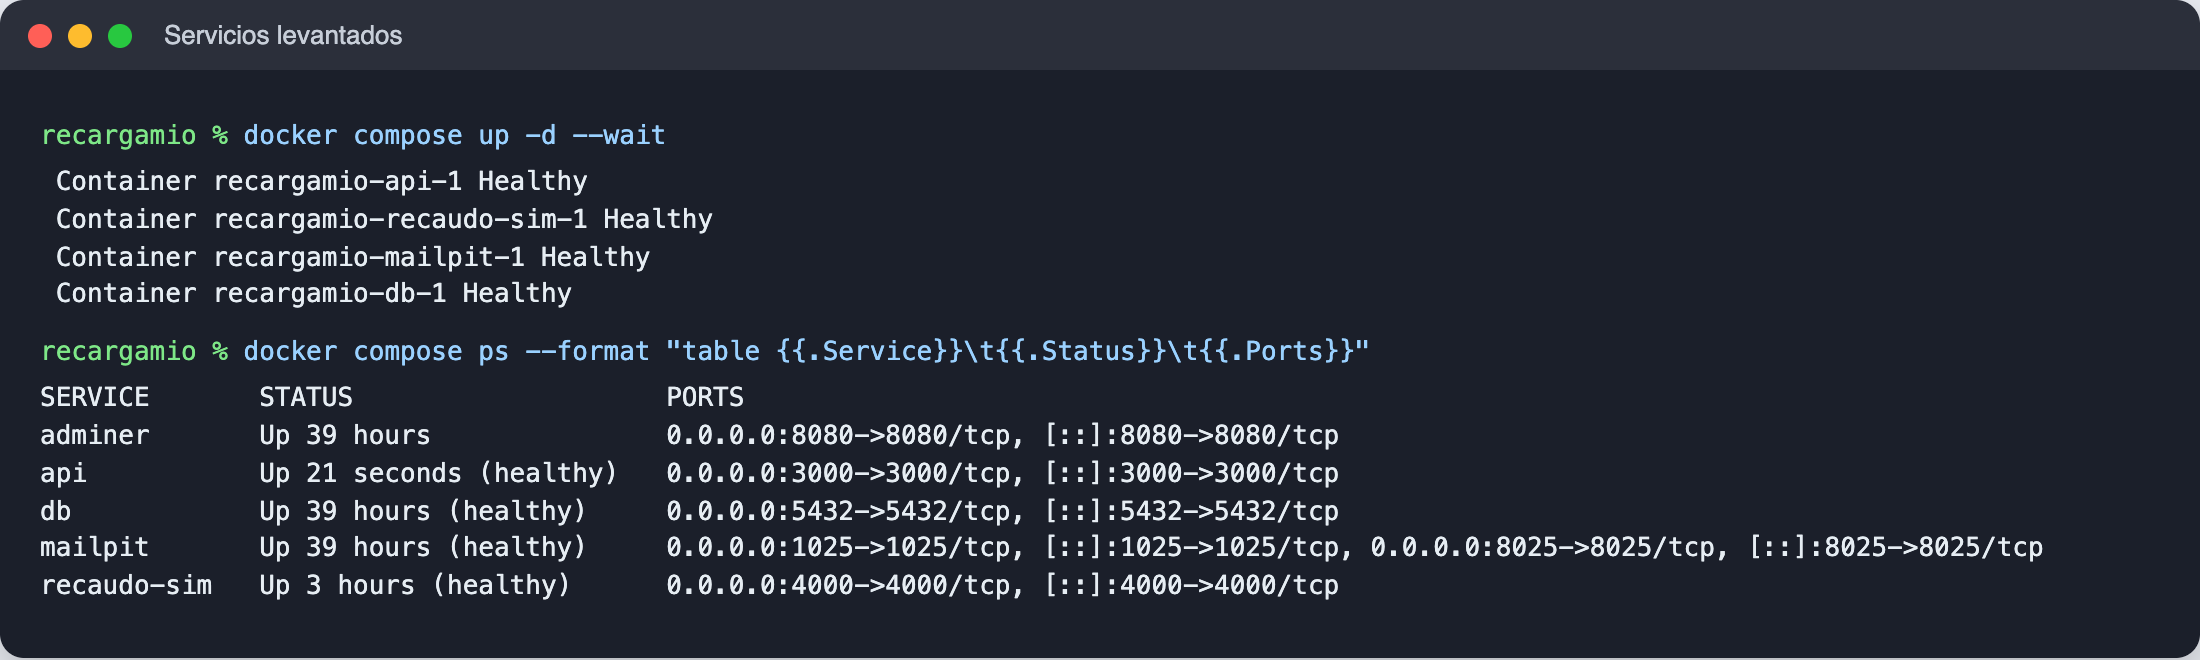 Servicios levantados
recargamio % docker compose up -d --wait
Container recargamio-api-1 Healthy
Container recargamio-recaudo-sim-1 Healthy
Container recargamio-mailpit-1 Healthy
Container recargamio-db-1 Healthy
recargamio % docker compose ps --format "table {{.Service}}\t{{.Status}}\t{{.Ports}}"
SERVICE STATUS PORTS
adminer Up 39 hours 0.0.0.0:8080->8080/tcp, [::]:8080->8080/tcp
api Up 21 seconds (healthy) 0.0.0.0:3000->3000/tcp, [::]:3000->3000/tcp
db Up 39 hours (healthy) 0.0.0.0:5432->5432/tcp, [::]:5432->5432/tcp
mailpit Up 39 hours (healthy) 0.0.0.0:1025->1025/tcp, [::]:1025->1025/tcp, 0.0.0.0:8025->8025/tcp, [::]:8025->8025/tcp
recaudo-sim Up 3 hours (healthy) 0.0.0.0:4000->4000/tcp, [::]:4000->4000/tcp